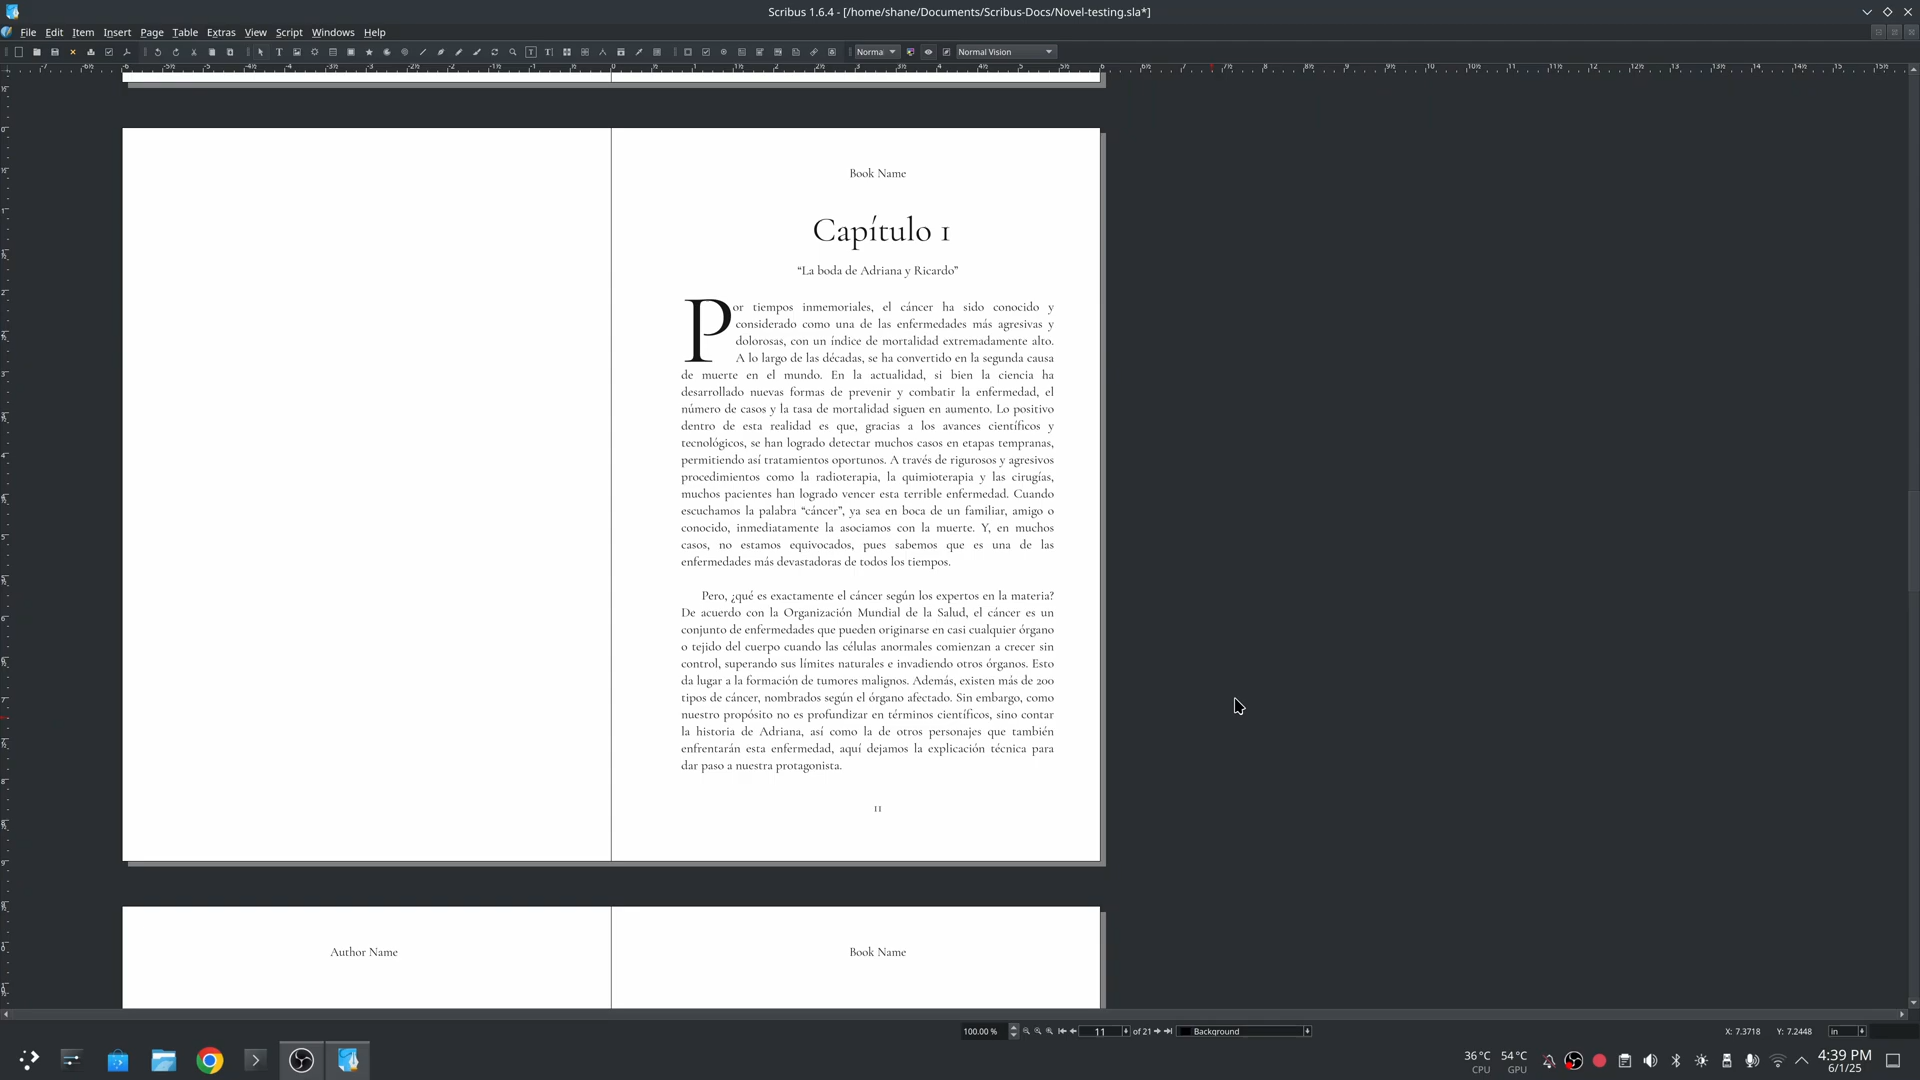 Scribus 1.6.4 - [/home/shane/Documents/Scribus-Docs/Novel-testing.sla*]
File Edit Item Insert Page Table Extras View Script Windows Help
Norma Normal Vision
Book Name
Capítulo 1
“La boda de Adriana y Ricardo”
Por tiempos inmemoriales, el cáncer ha sido conocido y
considerado como una de las enfermedades más agresivas y
dolorosas, con un índice de mortalidad extremadamente alto.
A lo largo de las décadas, se ha convertido en la segunda causa
de muerte en el mundo. En la actualidad, si bien la ciencia ha
desarrollado nuevas formas de prevenir y combatir la enfermedad, el
número de casos y la tasa de mortalidad siguen en aumento. Lo positivo
dentro de esta realidad es que, gracias a los avances científicos y
tecnológicos, se han logrado detectar muchos casos en etapas tempranas,
permitiendo así tratamientos oportunos. A través de rigurosos y agresivos
procedimientos como la radioterapia, la quimioterapia y las cirugías,
muchos pacientes han logrado vencer esta terrible enfermedad. Cuando
escuchamos la palabra “cáncer”, ya sea en boca de un familiar, amigo o
conocido, inmediatamente la asociamos con la muerte. Y, en muchos
casos, no estamos equivocados, pues sabemos que es una de las
enfermedades más devastadoras de todos los tiempos.
Pero, ¿qué es exactamente el cáncer según los expertos en la materia?
De acuerdo con la Organización Mundial de la Salud, el cáncer es un
conjunto de enfermedades que pueden originarse en casi cualquier órgano
o tejido del cuerpo cuando las células anormales comienzan a crecer sin
control, superando sus límites naturales e invadiendo otros órganos. Esto
da lugar a la formación de tumores malignos. Además, existen más de 200
tipos de cáncer, nombrados según el órgano afectado. Sin embargo, como
nuestro propósito no es profundizar en términos científicos, sino contar
la historia de Adriana, así como la de otros personajes que también
enfrentarán esta enfermedad, aquí dejamos la explicación técnica para
dar paso a nuestra protagonista.
11
Author Name
Book Name
100.00 % 11 of 21 Background X: 7.3718 Y: 7.2448 in
36°C 54°C
CPU GPU
4:39 PM
6/1/25